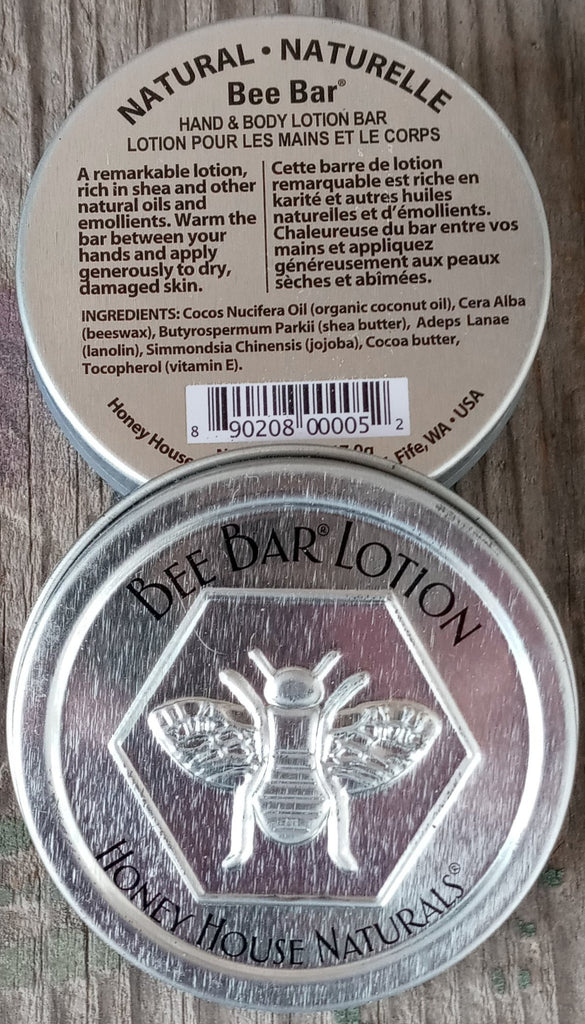 NATURAL • NATURELLE
Bee Bar®
HAND & BODY LOTION BAR
LOTION POUR LES MAINS ET LE CORPS
A remarkable lotion,
rich in shea and other
natural oils and
emollients. Warm the
bar between your
hands and apply
generously to dry,
damaged skin.
Cette barre de lotion
remarquable est riche en
karité et autres huiles
naturelles et d'émollients.
Chaleureuse du bar entre vos
mains et appliquez
généreusement aux peaux
sèches et abîmées.
INGREDIENTS: Cocos Nucifera Oil (organic coconut oil), Cera Alba
(beeswax), Butyrospermum Parkii (shea butter), Adeps Lanae
(lanolin), Simmondsia Chinensis (jojoba), Cocoa butter,
Tocopherol (vitamin E).
8 90208 00005 2
Honey House
Fife, WA • USA
BEE BAR® LOTION
HONEY HOUSE NATURALS®